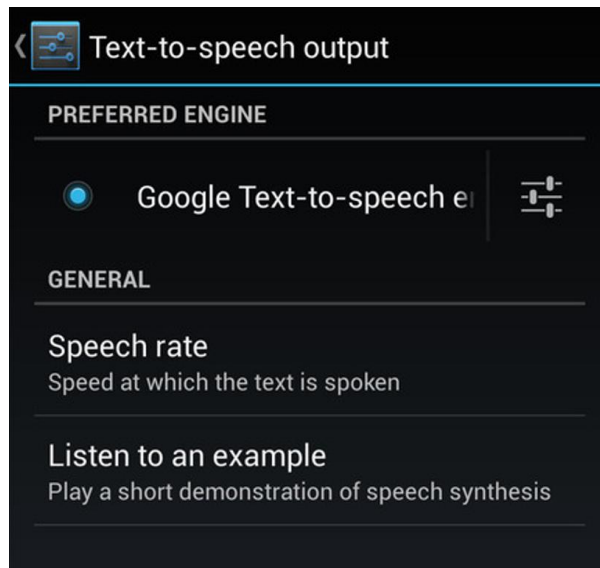 Text-to-speech output
PREFERRED ENGINE
Google Text-to-speech e
GENERAL
Speech rate
Speed at which the text is spoken
Listen to an example
Play a short demonstration of speech synthesis